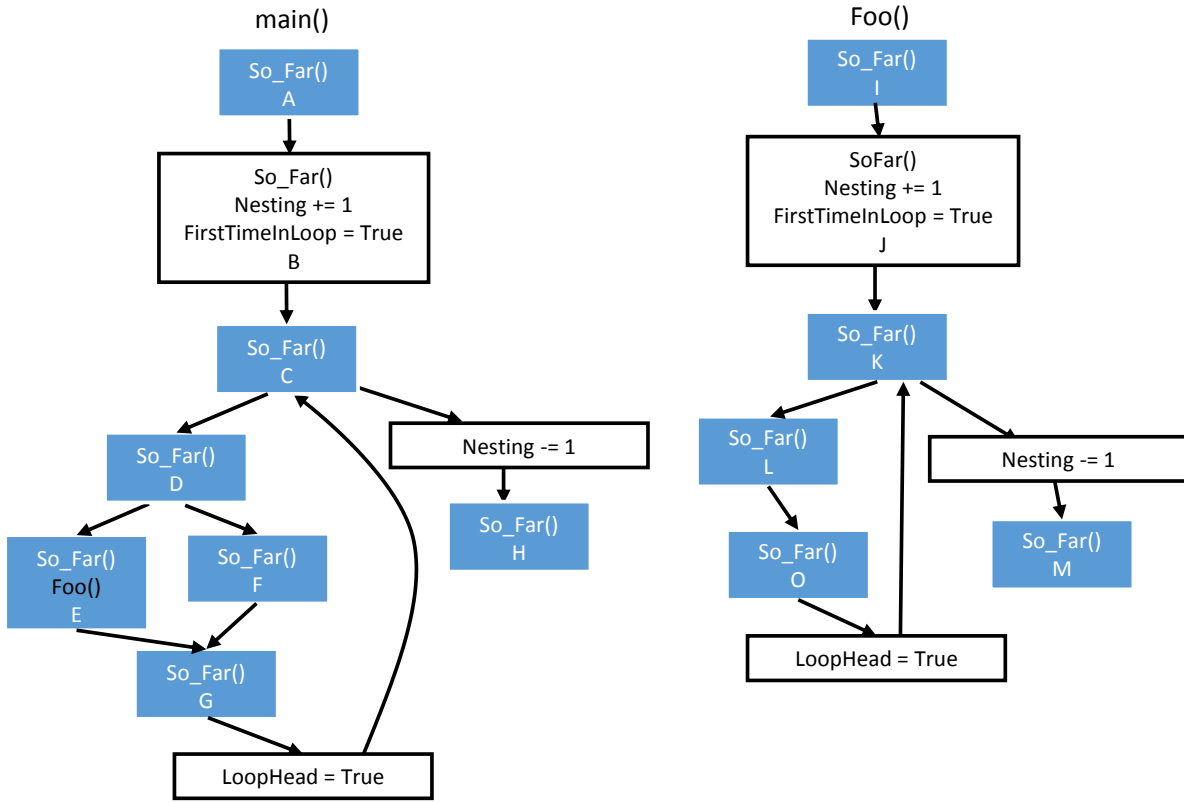 main()
So_Far()
A
So_Far()
Nesting += 1
FirstTimeInLoop = True
B
So_Far()
C
So_Far()
D
Nesting -= 1
So_Far()
H
So_Far()
Foo()
E
So_Far()
F
So_Far()
G
LoopHead = True
Foo()
So_Far()
I
SoFar()
Nesting += 1
FirstTimeInLoop = True
J
So_Far()
K
So_Far()
L
Nesting -= 1
So_Far()
O
So_Far()
M
LoopHead = True